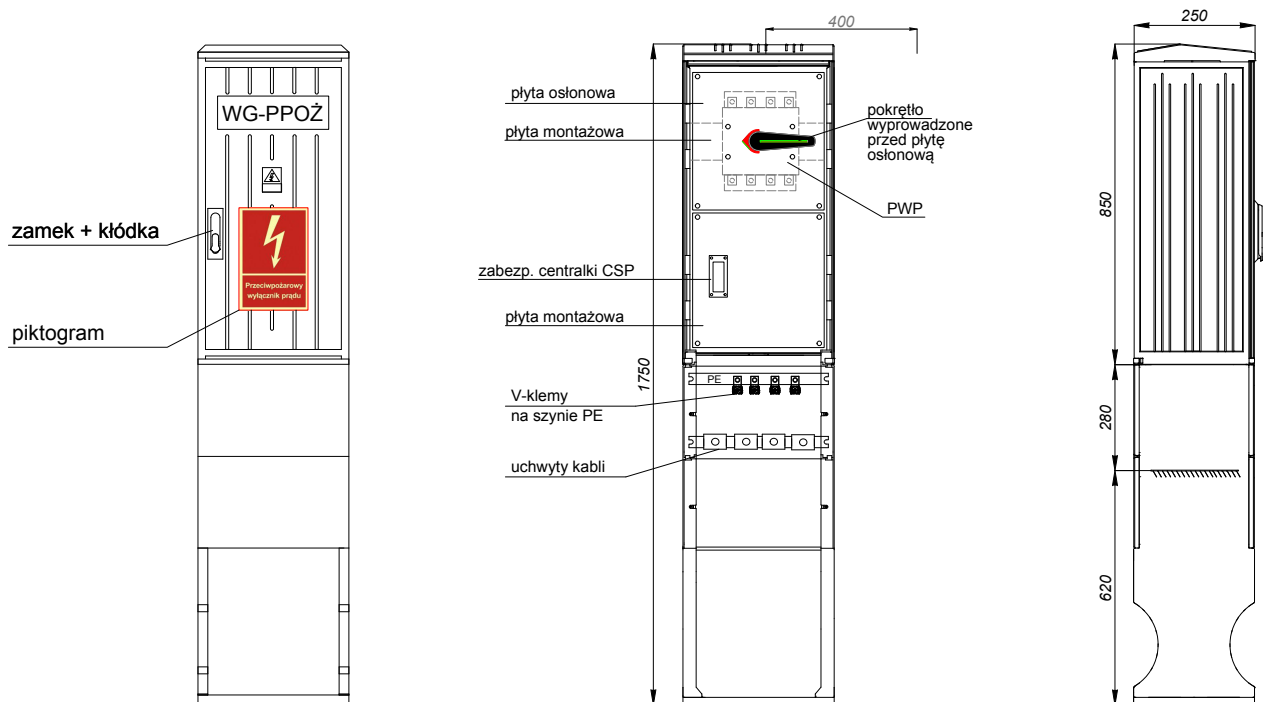 WG-PPOŻ
zamek + kłódka
Przeciwpożarowy
wyłącznik prądu
piktogram
400
płyta osłonowa
płyta montażowa
pokrętło
wyprowadzone
przed płytę
osłonową
PWP
zabezp. centralki CSP
płyta montażowa
1750
PE
V-klemy
na szynie PE
uchwyty kabli
250
850
280
620